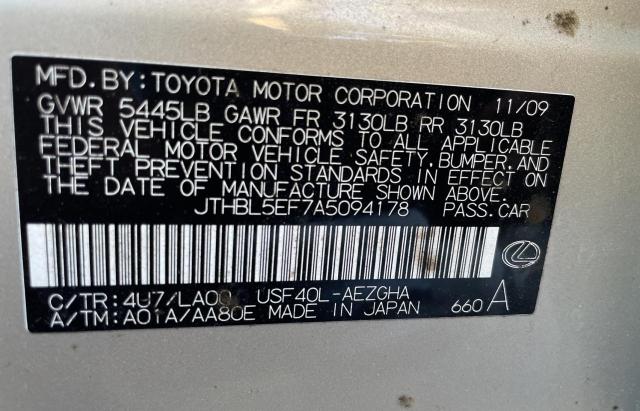 MFD. BY: TOYOTA MOTOR CORPORATION 11/09
GVWR 5445LB GAWR FR 3130LB RR 3130LB
THIS VEHICLE CONFORMS TO ALL APPLICABLE
FEDERAL MOTOR VEHICLE SAFETY, BUMPER, AND
THEFT PREVENTION STANDARDS IN EFFECT ON
THE DATE OF MANUFACTURE SHOWN ABOVE.
JTHBL5EF7A5094178 PASS.CAR
C/TR: 4U7/LA00 USF40L-AEZGHA
A/TM: A01A/AA80E MADE IN JAPAN 660 A